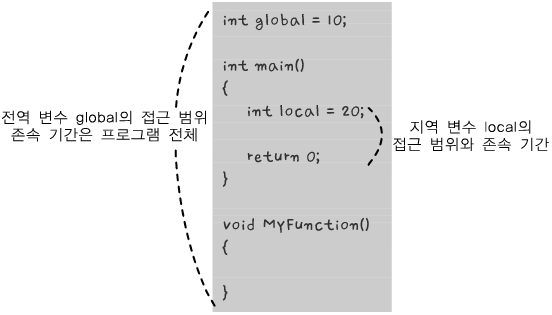 int global = 10;
int main()
{
전역 변수 global의 접근 범위
존속 기간은 프로그램 전체
int local = 20;
지역 변수 local의
접근 범위와 존속 기간
return 0;
}
void MyFunction()
{
}